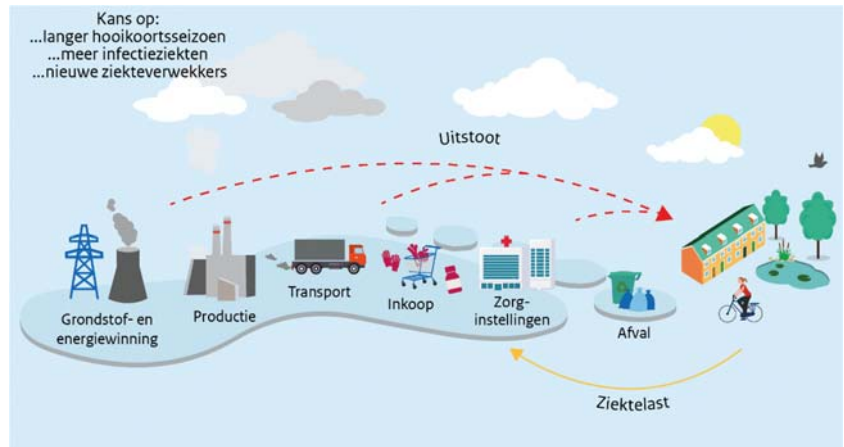 Kans op:
...langer hooikoortsseizoen
...meer infectieziekten
...nieuwe ziekteverwekkers
Uitstoot
Grondstof- en
energiewinning
Productie
Transport
Inkoop
Zorg-
instellingen
Afval
Ziektelast